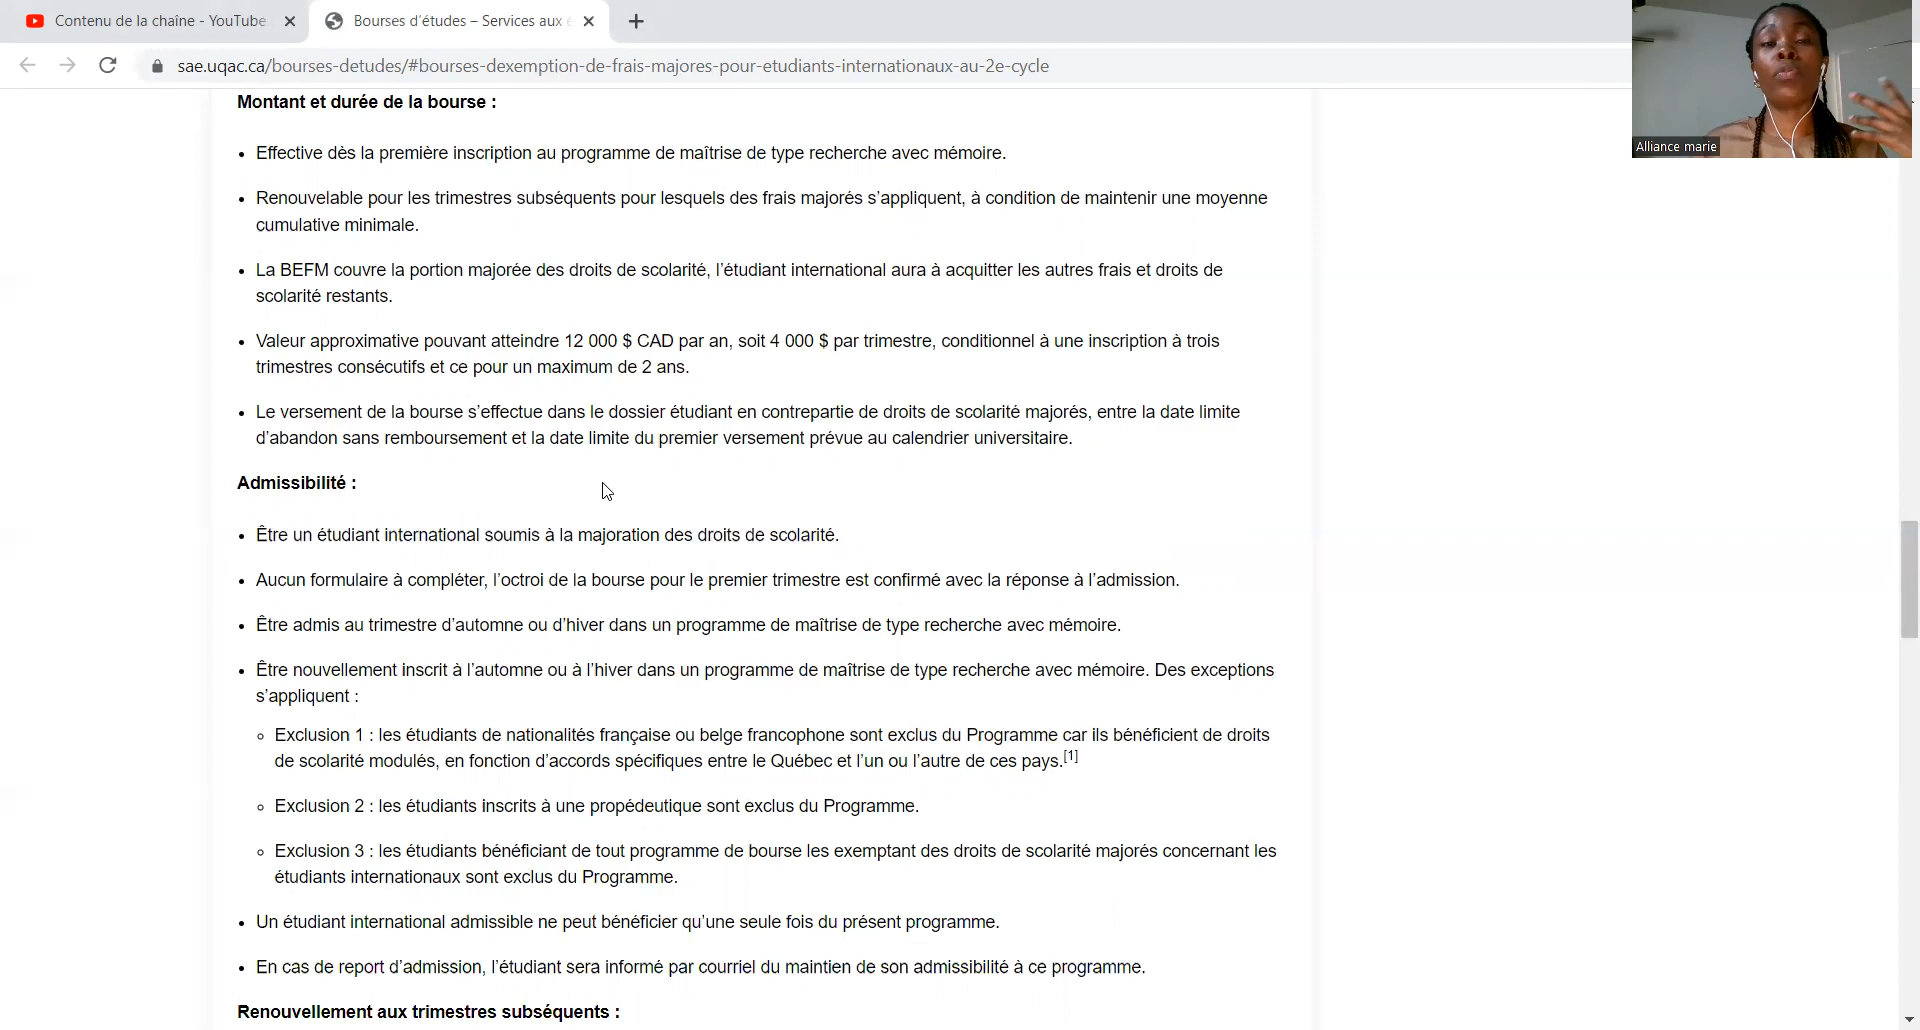 Contenu de la chaîne - YouTube
Bourses d'études – Services aux é
sae.uqac.ca/bourses-detudes/#bourses-dexemption-de-frais-majores-pour-etudiants-internationaux-au-2e-cycle
Alliance marie
Montant et durée de la bourse :
• Effective dès la première inscription au programme de maîtrise de type recherche avec mémoire.
• Renouvelable pour les trimestres subséquents pour lesquels des frais majorés s’appliquent, à condition de maintenir une moyenne
cumulative minimale.
• La BEFM couvre la portion majorée des droits de scolarité, l’étudiant international aura à acquitter les autres frais et droits de
scolarité restants.
• Valeur approximative pouvant atteindre 12 000 $ CAD par an, soit 4 000 $ par trimestre, conditionnel à une inscription à trois
trimestres consécutifs et ce pour un maximum de 2 ans.
• Le versement de la bourse s’effectue dans le dossier étudiant en contrepartie de droits de scolarité majorés, entre la date limite
d’abandon sans remboursement et la date limite du premier versement prévue au calendrier universitaire.
Admissibilité :
• Être un étudiant international soumis à la majoration des droits de scolarité.
• Aucun formulaire à compléter, l’octroi de la bourse pour le premier trimestre est confirmé avec la réponse à l’admission.
• Être admis au trimestre d’automne ou d’hiver dans un programme de maîtrise de type recherche avec mémoire.
• Être nouvellement inscrit à l’automne ou à l’hiver dans un programme de maîtrise de type recherche avec mémoire. Des exceptions
s’appliquent :
◦ Exclusion 1 : les étudiants de nationalités française ou belge francophone sont exclus du Programme car ils bénéficient de droits
de scolarité modulés, en fonction d’accords spécifiques entre le Québec et l’un ou l’autre de ces pays.[1]
◦ Exclusion 2 : les étudiants inscrits à une propédeutique sont exclus du Programme.
◦ Exclusion 3 : les étudiants bénéficiant de tout programme de bourse les exemptant des droits de scolarité majorés concernant les
étudiants internationaux sont exclus du Programme.
• Un étudiant international admissible ne peut bénéficier qu’une seule fois du présent programme.
• En cas de report d’admission, l’étudiant sera informé par courriel du maintien de son admissibilité à ce programme.
Renouvellement aux trimestres subséquents :